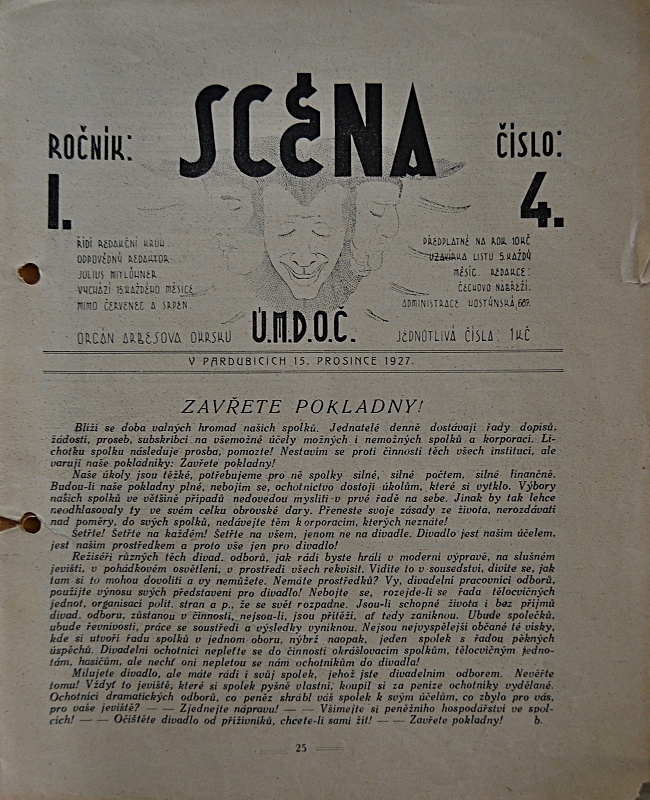 SCÉNA
ROČNÍK:
I.
ČÍSLO:
4.
ŘÍDÍ REDAKČNÍ KRUH
ODPOVĚDNÝ REDAKTOR
JULIUS MITLÖHNER
VYCHÁZÍ 15. KAŽDÉHO MĚSÍCE
MIMO ČERVENEC A SRPEN.
PŘEDPLATNÉ NA ROK 10 KČ
UZÁVĚRKA LISTU 5. KAŽDÝ
MĚSÍC. REDAKCE:
ČECHOVO NÁBŘEŽÍ.
ADMINISTRACE HOSTÝNSKÁ, 687.
ORGÁN ARBESOVA OKRSKU
Ú.M.D.O.Č.
JEDNOTLIVÁ ČÍSLA: 1 KČ
V PARDUBICÍCH 15. PROSINCE 1927.
ZAVŘETE POKLADNY!
Blíží se doba valných hromad našich spolků. Jednatelé denně dostávají řady dopisů,
žádostí, proseb, subskribcí na všemožné účely možných i nemožných spolků a korporací. Li-
chotku spolku následuje prosba, pomozte! Nestavím se proti činnosti těch všech institucí, ale
varuji naše pokladníky: Zavřete pokladny!
Naše úkoly jsou těžké, potřebujeme pro ně spolky silné, silné počtem, silné finančně.
Budou-li naše pokladny plné, nebojím se, ochotnictvo dostojí úkolům, které si vytklo. Výbory
našich spolků ve většině případů nedovedou mysliti v prvé řadě na sebe. Jinak by tak lehce
neodhlasovaly ty ve svém celku obrovské dary. Přeneste svoje zásady ze života, nerozdávati
nad poměry, do svých spolků, nedávejte těm korporacím, kterých neznáte!
Šetřte! Šetřte na každém! Šetřte na všem, jenom ne na divadle. Divadlo jest naším účelem,
jest naším prostředkem a proto vše jen pro divadlo!
Režiséři různých těch divad. odborů, jak rádi byste hráli v moderní výpravě, na slušném
jevišti, v pohádkovém osvětlení, v prostředí všech rekvisit. Vidíte to v sousedství, divíte se, jak
tam si to mohou dovoliti a vy nemůžete. Nemáte prostředků? Vy, divadelní pracovníci odborů,
použijte výnosu svých představení pro divadlo! Nebojte se, rozejde-li se řada tělocvičných
jednot, organisací polit. stran a p., že se svět rozpadne. Jsou-li schopné života i bez příjmů
divad. odboru, zůstanou v činnosti, nejsou-li, jsou přítěží, ať tedy zaniknou. Ubude společků,
ubude řevnivosti, práce se soustředí a výsledky vyniknou. Nejsou nejvyspělejší občané té vísky,
kde si utvoří řadu spolků v jednom oboru, nýbrž naopak, jeden spolek s řadou pěkných
úspěchů. Divadelní ochotníci nepleťte se do činnosti okrášlovacím spolkům, tělocvičným jedno-
tám, hasičům, ale nechť oni nepletou se nám ochotníkům do divadla!
Milujete divadlo, ale máte rádi i svůj spolek, jehož jste divadelním odborem. Nevěřte
tomu! Vždyť to jeviště, které si spolek pyšně vlastní, koupil si za peníze ochotníky vydělané.
Ochotníci dramatických odborů, co peněz shrábl váš spolek k svým účelům, co zbylo pro vás,
pro vaše jeviště? — — Zjednejte nápravu! — — Všimejte si peněžního hospodářství ve spol-
cích! — — Očištěte divadlo od příživníků, chcete-li sami žít! — — Zavřete pokladny! b.
25